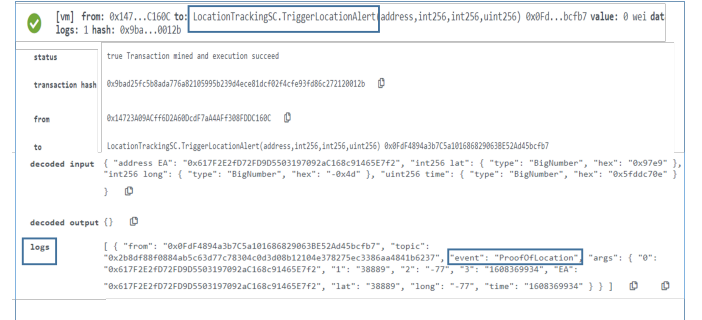 [vm] from: 0x147...C160C to: LocationTrackingSC.TriggerLocationAlert(address,int256,int256,uint256) 0x0Fd...bcfb7 value: 0 wei dat
logs: 1 hash: 0x9ba...0012b
status true Transaction mined and execution succeed
transaction hash 0x9bad25fc5b8ada776a82105995b239d4ece81dcf02f4cfe93fd86c272120012b
from 0x14723A09ACff6D2A60DcdF7aA4AFf308FDDC160C
to LocationTrackingSC.TriggerLocationAlert(address,int256,int256,uint256) 0x0FdF4894a3b7C5a101686829063BE52Ad45bcfb7
decoded input { "address EA": "0x617F2E2fD72FD9D5503197092aC168c91465E7f2", "int256 lat": { "type": "BigNumber", "hex": "0x97e9" },
"int256 long": { "type": "BigNumber", "hex": "-0x4d" }, "uint256 time": { "type": "BigNumber", "hex": "0x5fddc70e" }
}
decoded output {}
logs [ { "from": "0x0FdF4894a3b7C5a101686829063BE52Ad45bcfb7", "topic":
"0x2b8df88f0884ab5c63d77c78304c0d3d08b12104e378275ec3386aa4841b6237", "event": "ProofOfLocation", "args": { "0":
"0x617F2E2fD72FD9D5503197092aC168c91465E7f2", "1": "38889", "2": "-77", "3": "1608369934", "EA":
"0x617F2E2fD72FD9D5503197092aC168c91465E7f2", "lat": "38889", "long": "-77", "time": "1608369934" } } ]